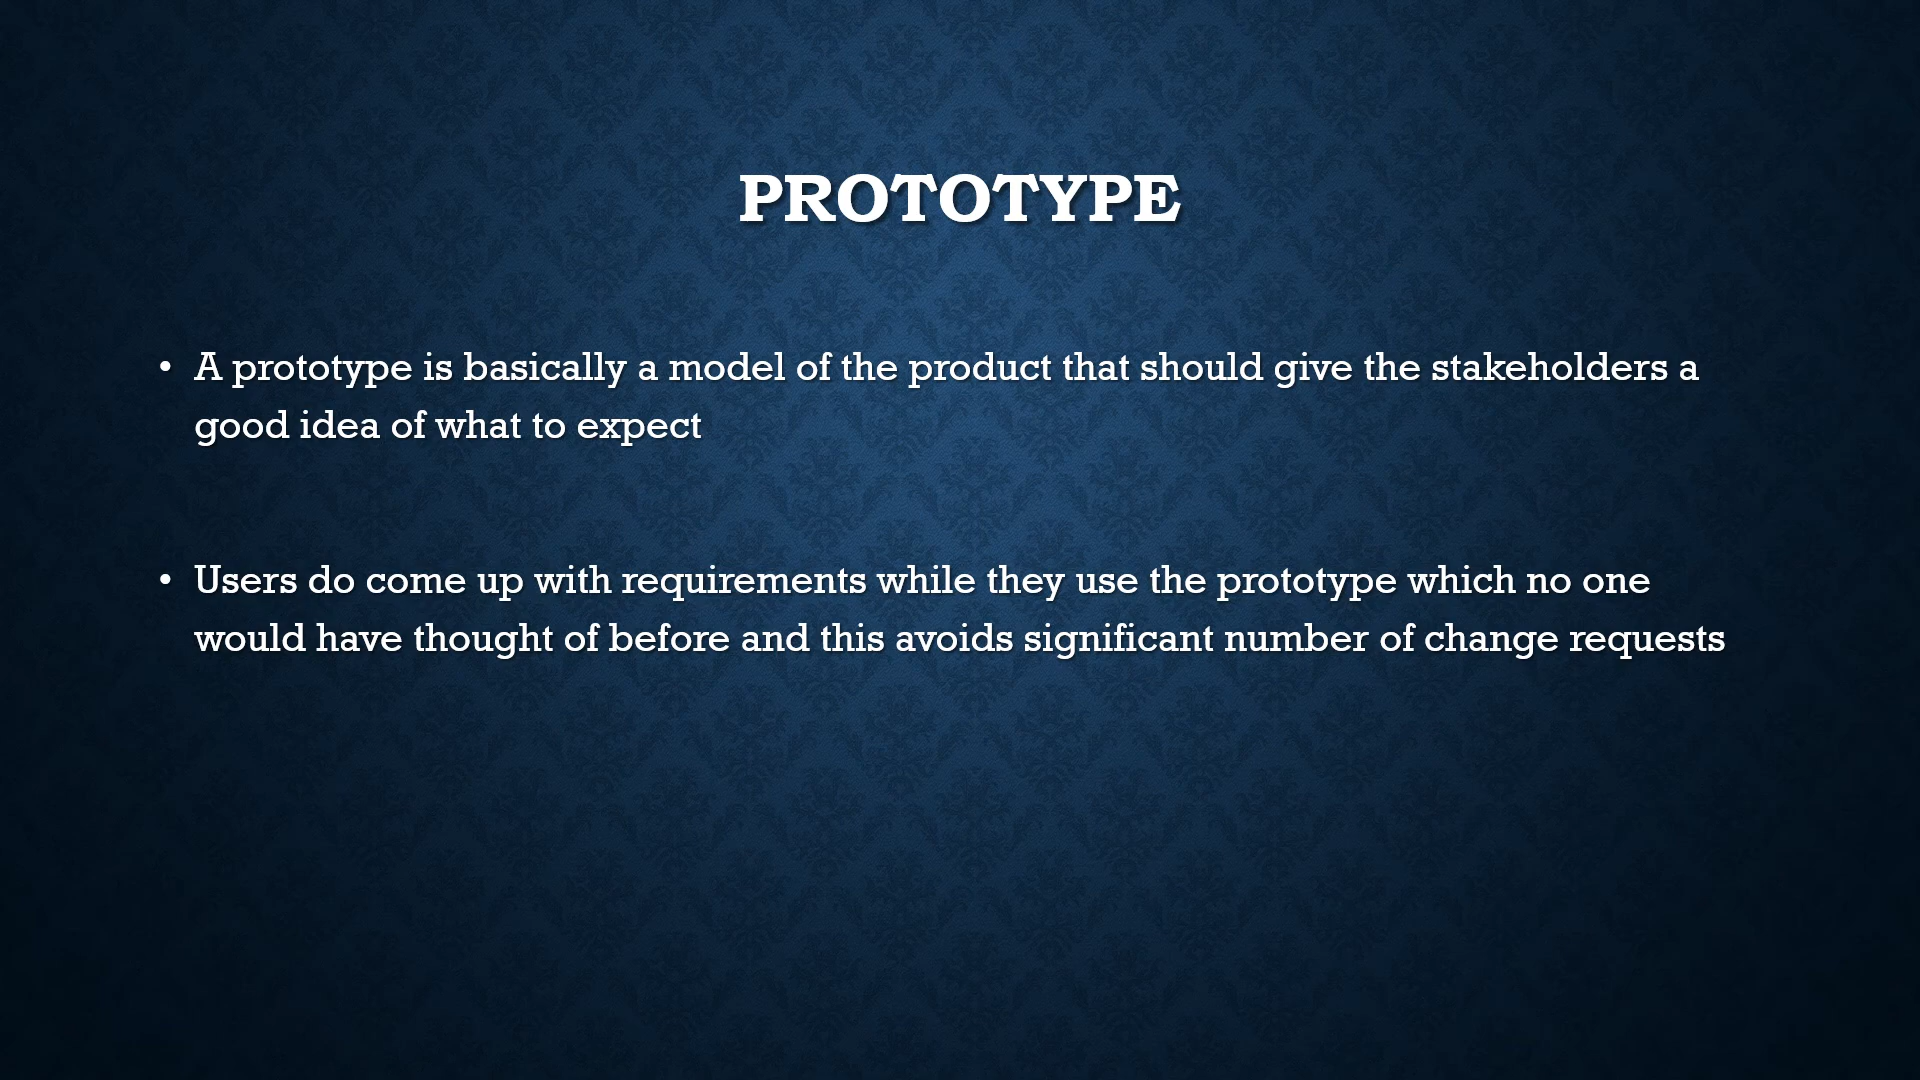 PROTOTYPE
• A prototype is basically a model of the product that should give the stakeholders a
good idea of what to expect
• Users do come up with requirements while they use the prototype which no one
would have thought of before and this avoids significant number of change requests